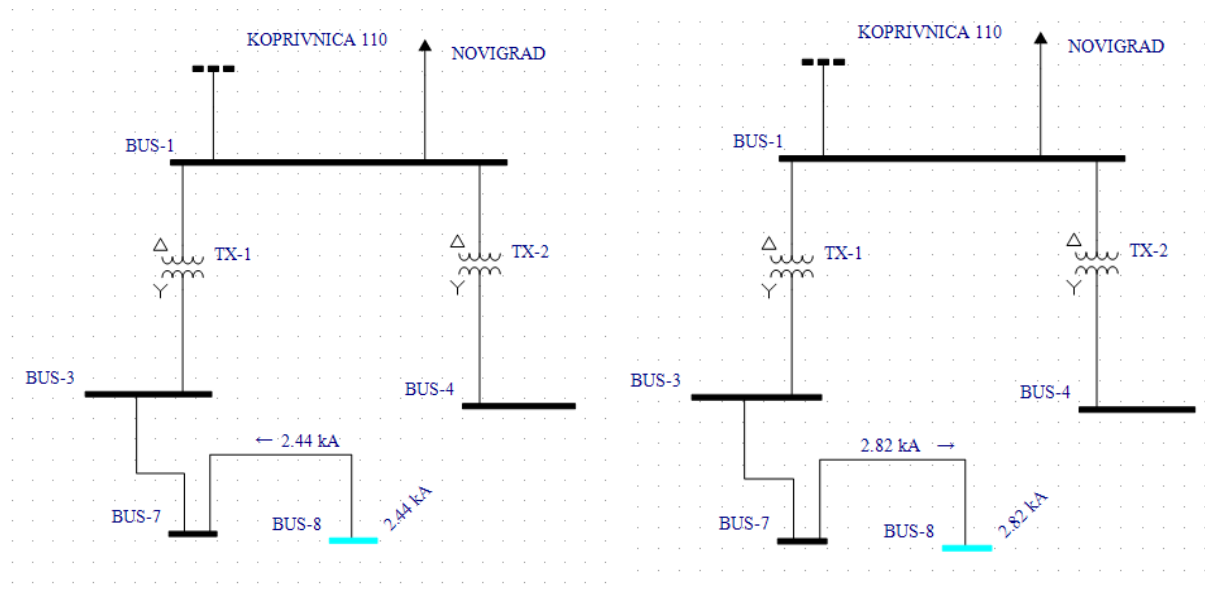 KOPRIVNICA 110
NOVIGRAD
BUS-1
TX-1
TX-2
BUS-3
BUS-4
← 2.44 kA
BUS-7
BUS-8
2.44 kA
KOPRIVNICA 110
NOVIGRAD
BUS-1
TX-1
TX-2
BUS-3
BUS-4
2.82 kA →
BUS-7
BUS-8
2.82 kA